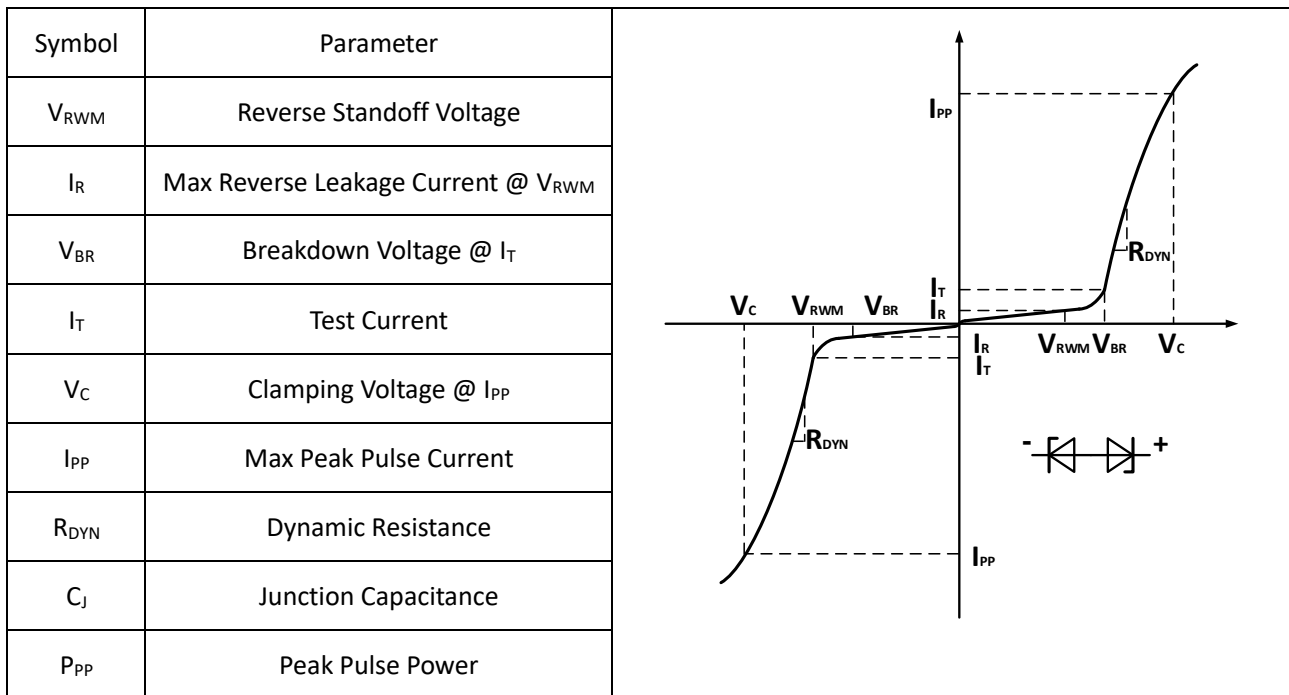 Symbol Parameter
VRWM Reverse Standoff Voltage
IR Max Reverse Leakage Current @ VRWM
VBR Breakdown Voltage @ IT
IT Test Current
VC Clamping Voltage @ IPP
IPP Max Peak Pulse Current
RDYN Dynamic Resistance
CJ Junction Capacitance
PPP Peak Pulse Power
IPP
RDYN
IT
VC VRWM VBR IR
IR VRWM VBR VC
IT
RDYN
- +
IPP